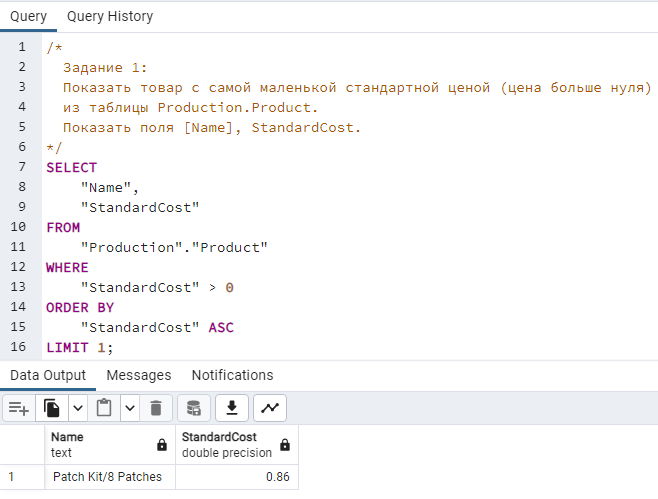 Query Query History
1 /*
2 Задание 1:
3 Показать товар с самой маленькой стандартной ценой (цена больше нуля)
4 из таблицы Production.Product.
5 Показать поля [Name], StandardCost.
6 */
7 SELECT
8 "Name",
9 "StandardCost"
10 FROM
11 "Production"."Product"
12 WHERE
13 "StandardCost" > 0
14 ORDER BY
15 "StandardCost" ASC
16 LIMIT 1;
Data Output Messages Notifications
Name StandardCost
text double precision
1 Patch Kit/8 Patches 0.86